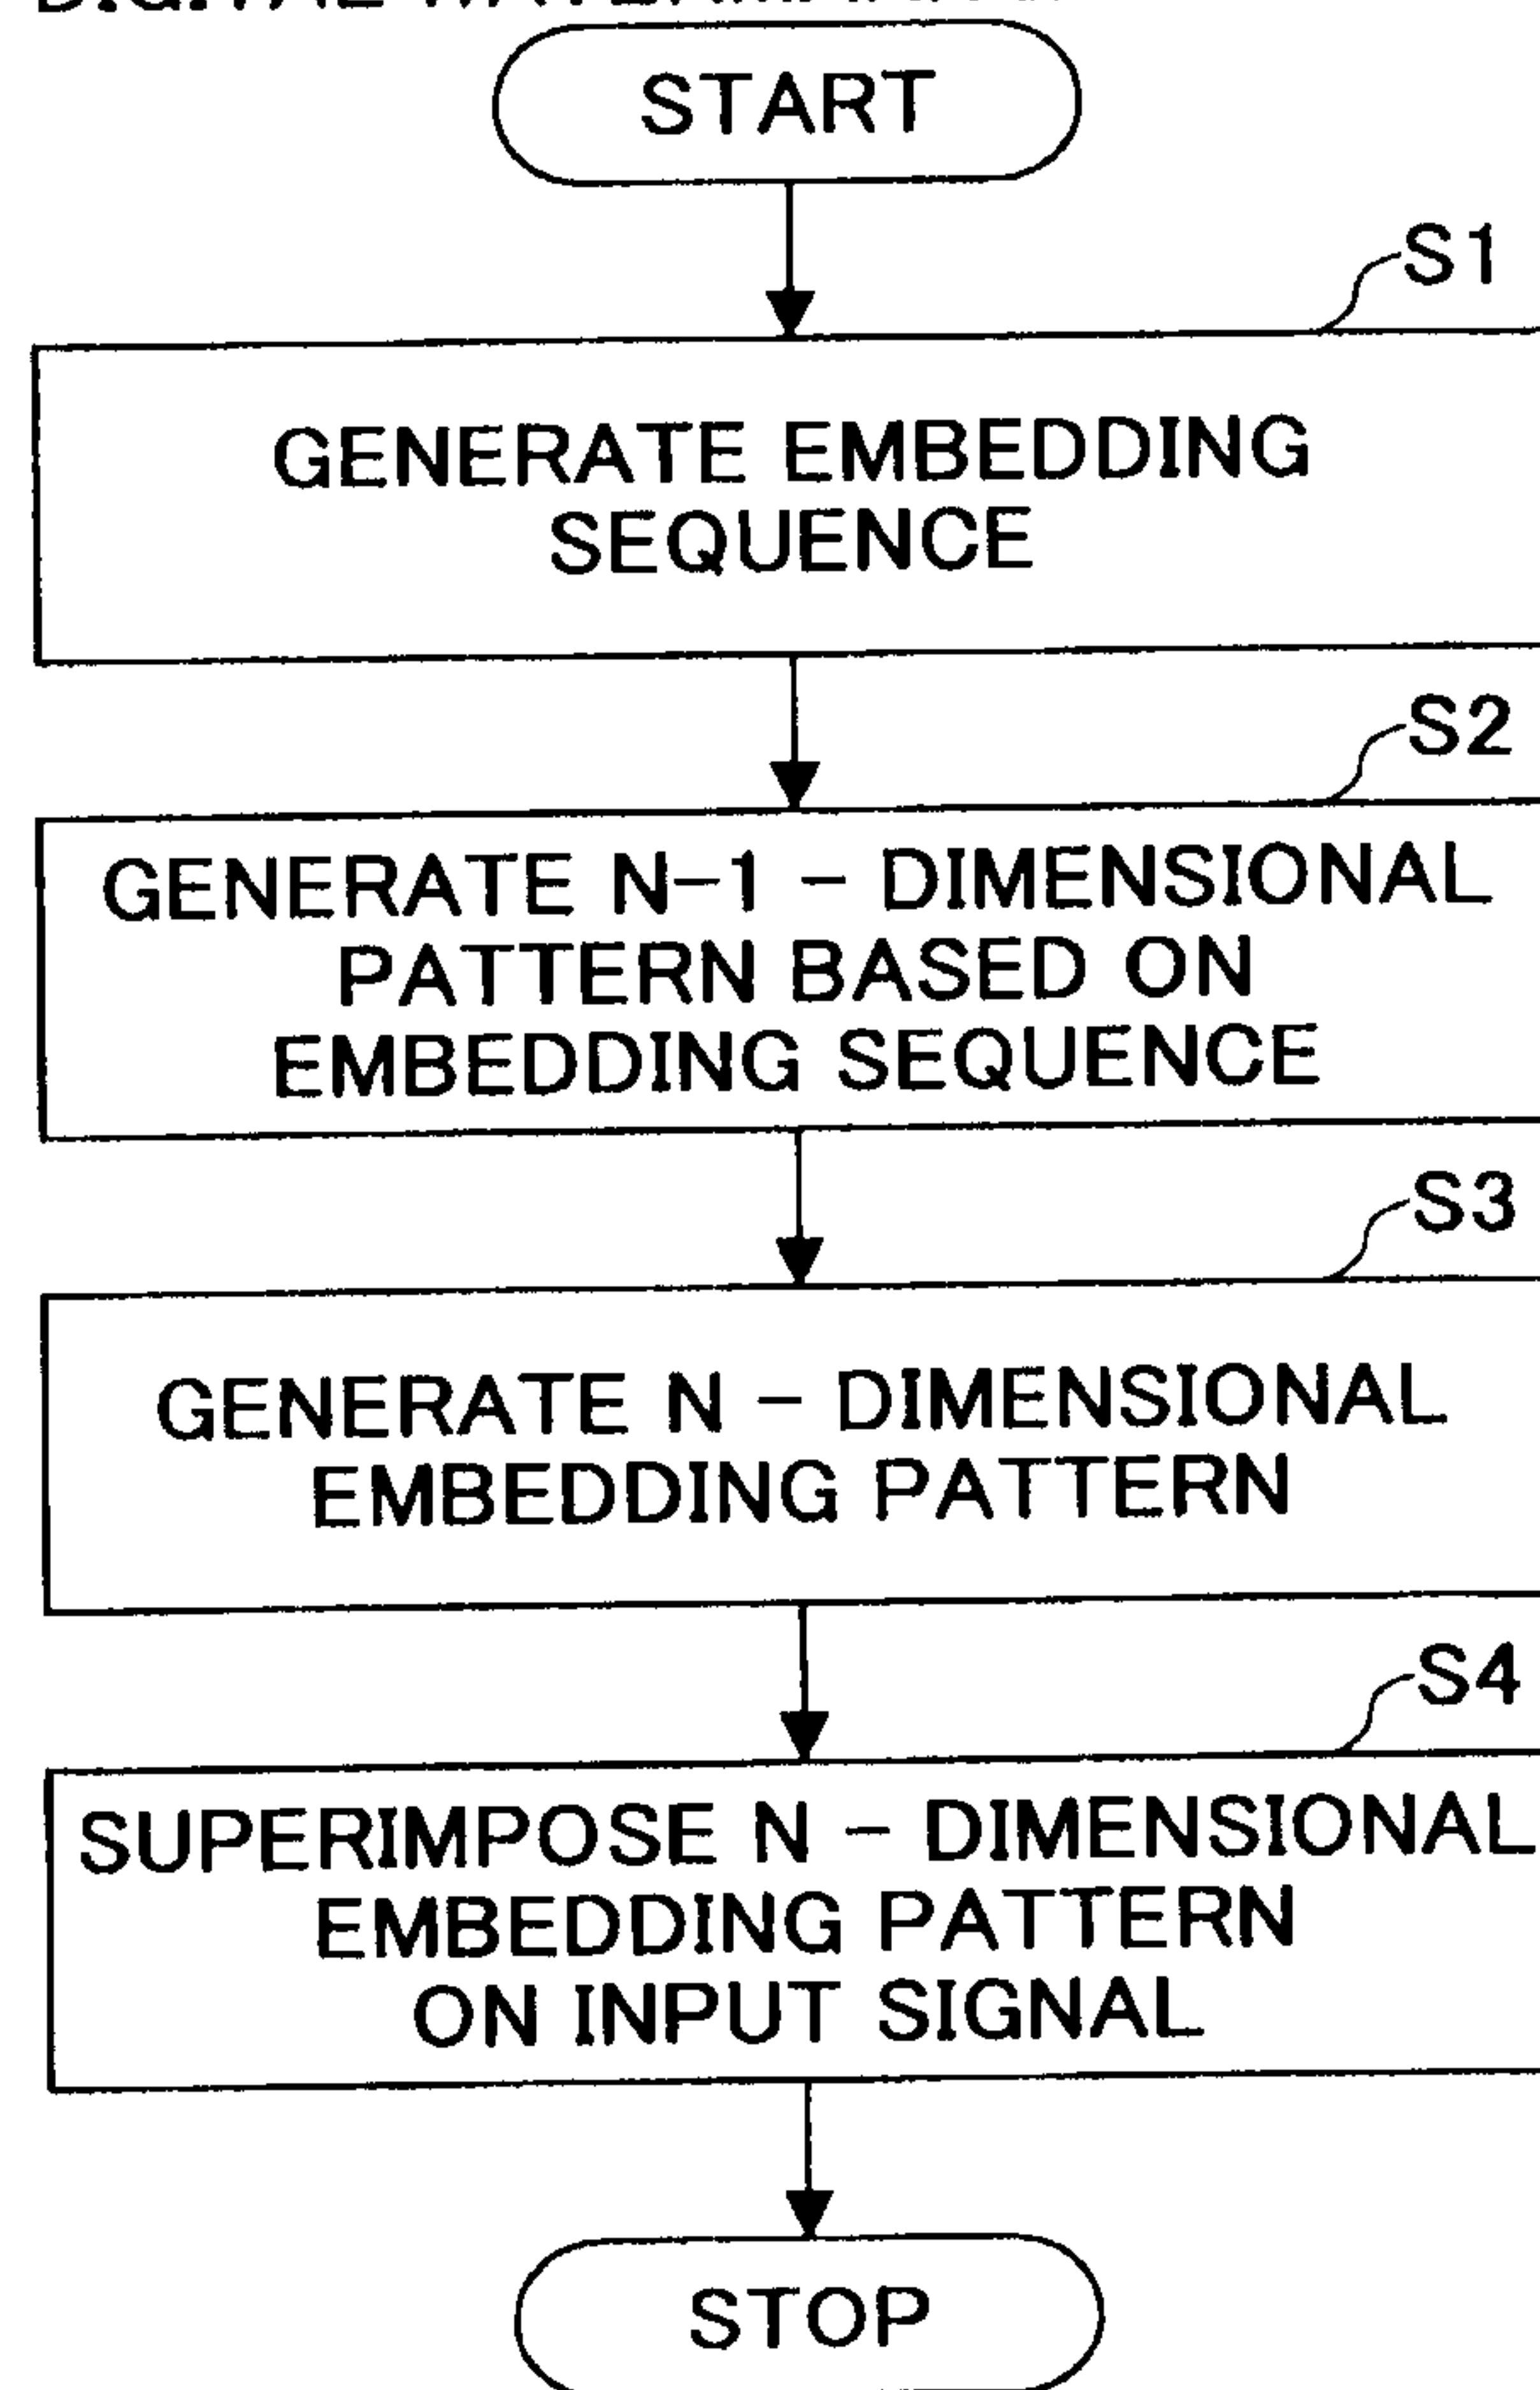 START
S1
GENERATE EMBEDDING
SEQUENCE
S2
GENERATE N-1 - DIMENSIONAL
PATTERN BASED ON
EMBEDDING SEQUENCE
S3
GENERATE N - DIMENSIONAL
EMBEDDING PATTERN
S4
SUPERIMPOSE N - DIMENSIONAL
EMBEDDING PATTERN
ON INPUT SIGNAL
STOP